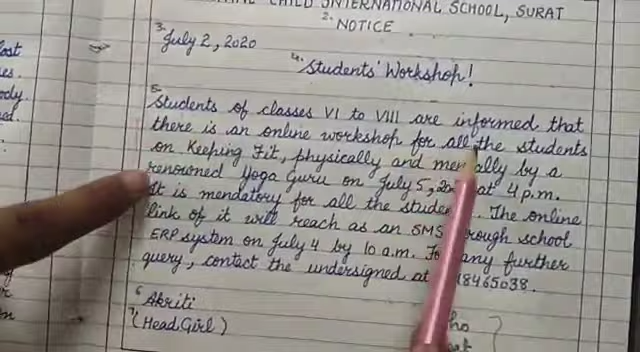 CHILD INTERNATIONAL SCHOOL, SURAT
2. NOTICE
3. July 2, 2020
4. Students' Workshop!
5. Students of classes VI to VIII are informed that
there is an online workshop for all the students
on Keeping Fit, physically and mentally by a
renowned Yoga Guru on July 5, at 4 p.m.
It is mandatory for all the students. The online
link of it will reach as an SMS through school
ERP system on July 4 by 10 a.m. For any further
query, contact the undersigned at 18465038.
6. Akriti
7. (Head Girl)